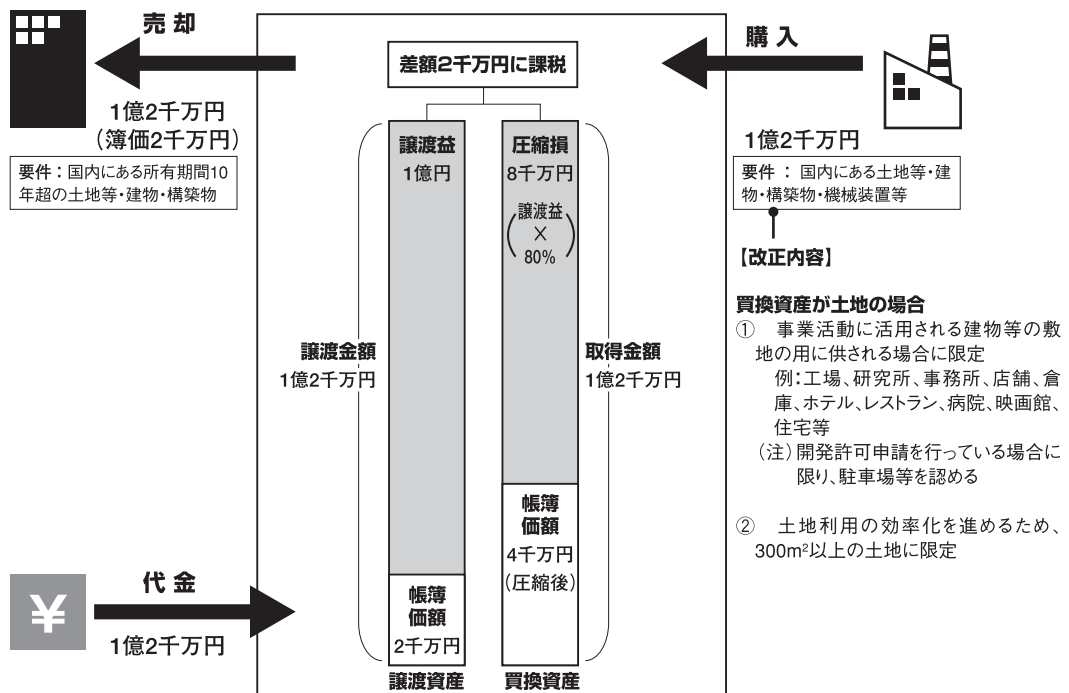 売 却
1億2千万円
(簿価2千万円)
要件：国内にある所有期間10
年超の土地等・建物・構築物
差額2千万円に課税
購 入
1億2千万円
要件 ： 国内にある土地等・建
物・構築物・機械装置等
【改正内容】
買換資産が土地の場合
① 事業活動に活用される建物等の敷
地の用に供される場合に限定
例：工場、研究所、事務所、店舗、倉
庫、ホテル、レストラン、病院、映画館、
住宅等
（注）開発許可申請を行っている場合に
限り、駐車場等を認める
② 土地利用の効率化を進めるため、
300m²以上の土地に限定
譲渡益
1億円
圧縮損
8千万円
(譲渡益
×
80%)
譲渡金額
1億2千万円
取得金額
1億2千万円
帳簿
価額
2千万円
帳簿
価額
4千万円
(圧縮後)
譲渡資産
買換資産
¥
代 金
1億2千万円